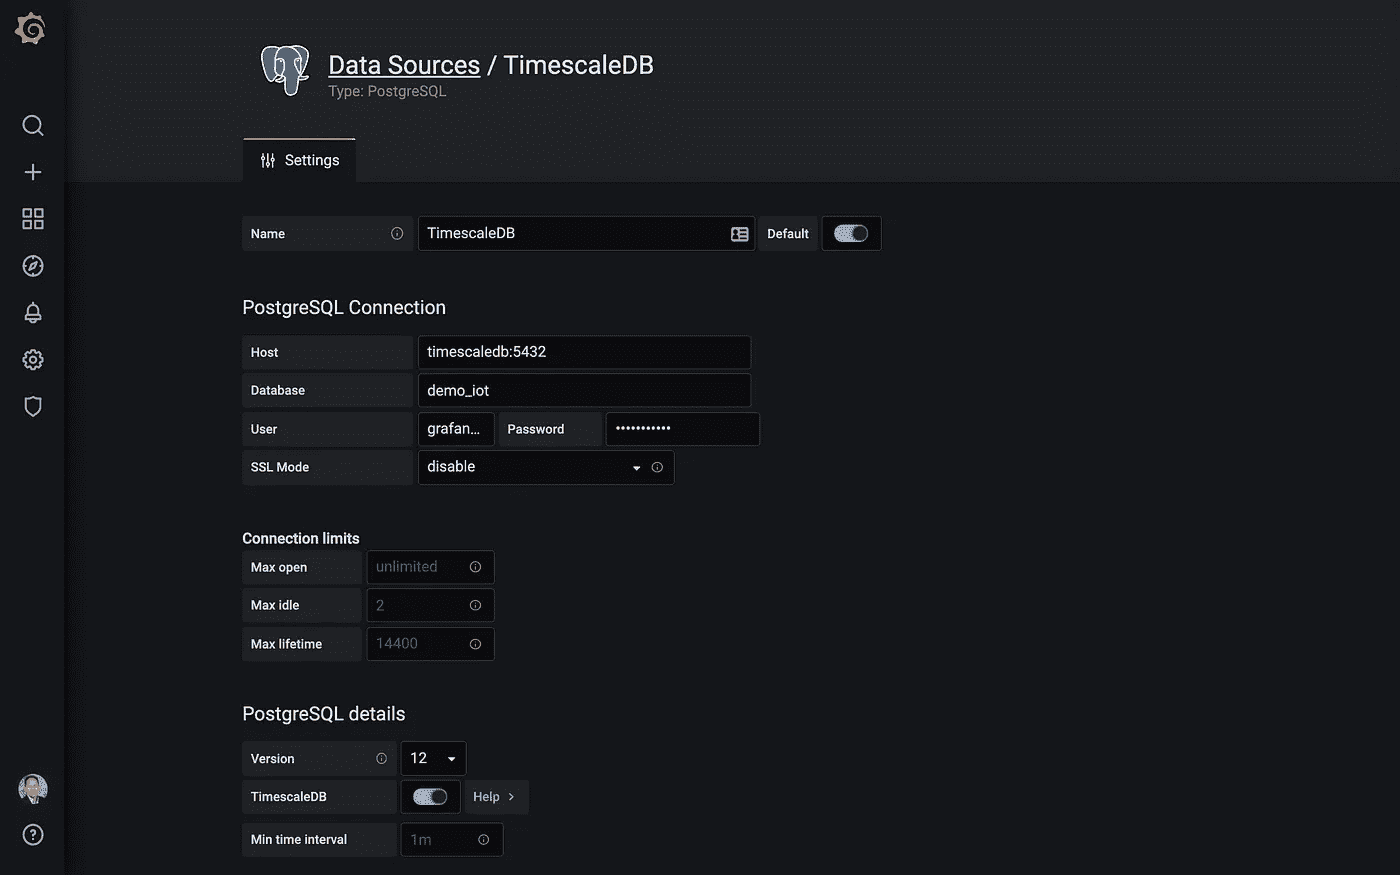 Data Sources / TimescaleDB
Type: PostgreSQL
Settings
Name TimescaleDB Default
PostgreSQL Connection
Host timescaledb:5432
Database demo_iot
User grafan... Password •••••••••••
SSL Mode disable
Connection limits
Max open unlimited
Max idle 2
Max lifetime 14400
PostgreSQL details
Version 12
TimescaleDB Help
Min time interval 1m